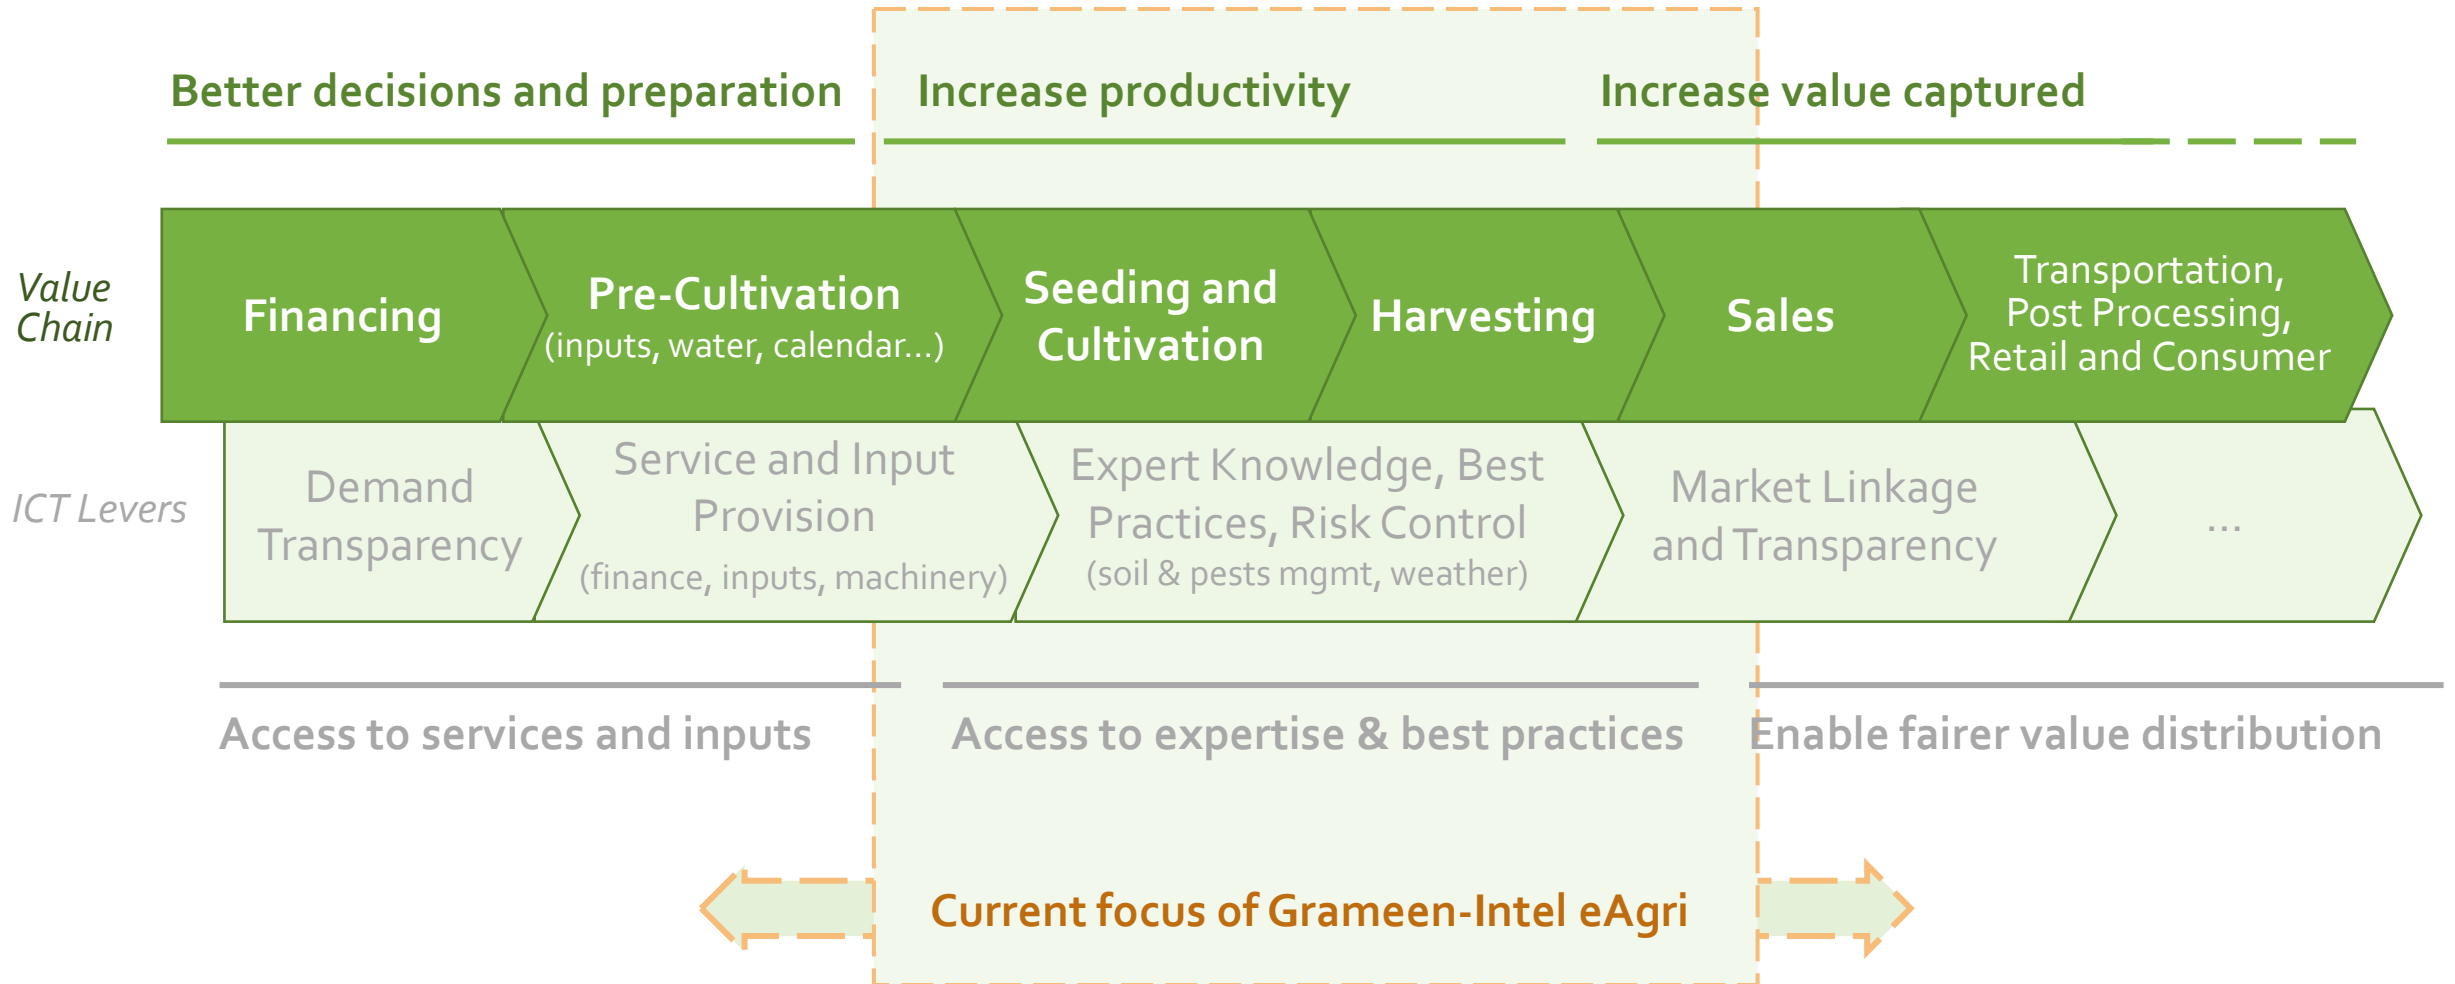 Better decisions and preparation
Increase productivity
Increase value captured
Value
Chain
Financing
Pre-Cultivation
(inputs, water, calendar...)
Seeding and
Cultivation
Harvesting
Sales
Transportation,
Post Processing,
Retail and Consumer
ICT Levers
Demand
Transparency
Service and Input
Provision
(finance, inputs, machinery)
Expert Knowledge, Best
Practices, Risk Control
(soil & pests mgmt, weather)
Market Linkage
and Transparency
...
Access to services and inputs
Access to expertise & best practices
Enable fairer value distribution
Current focus of Grameen-Intel eAgri